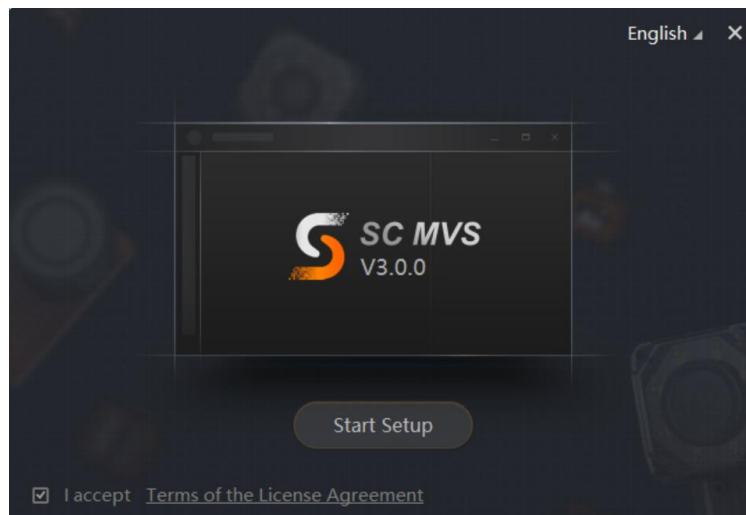 English
SC MVS
V3.0.0
Start Setup
I accept Terms of the License Agreement